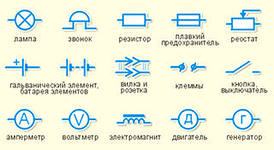 лампа
звонок
резистор
плавкий
предохранитель
реостат
гальванический элемент,
батарея элементов
вилка и
розетка
клеммы
кнопка,
выключатель
A
V
Д
Г
амперметр
вольтметр
электромагнит
двигатель
генератор